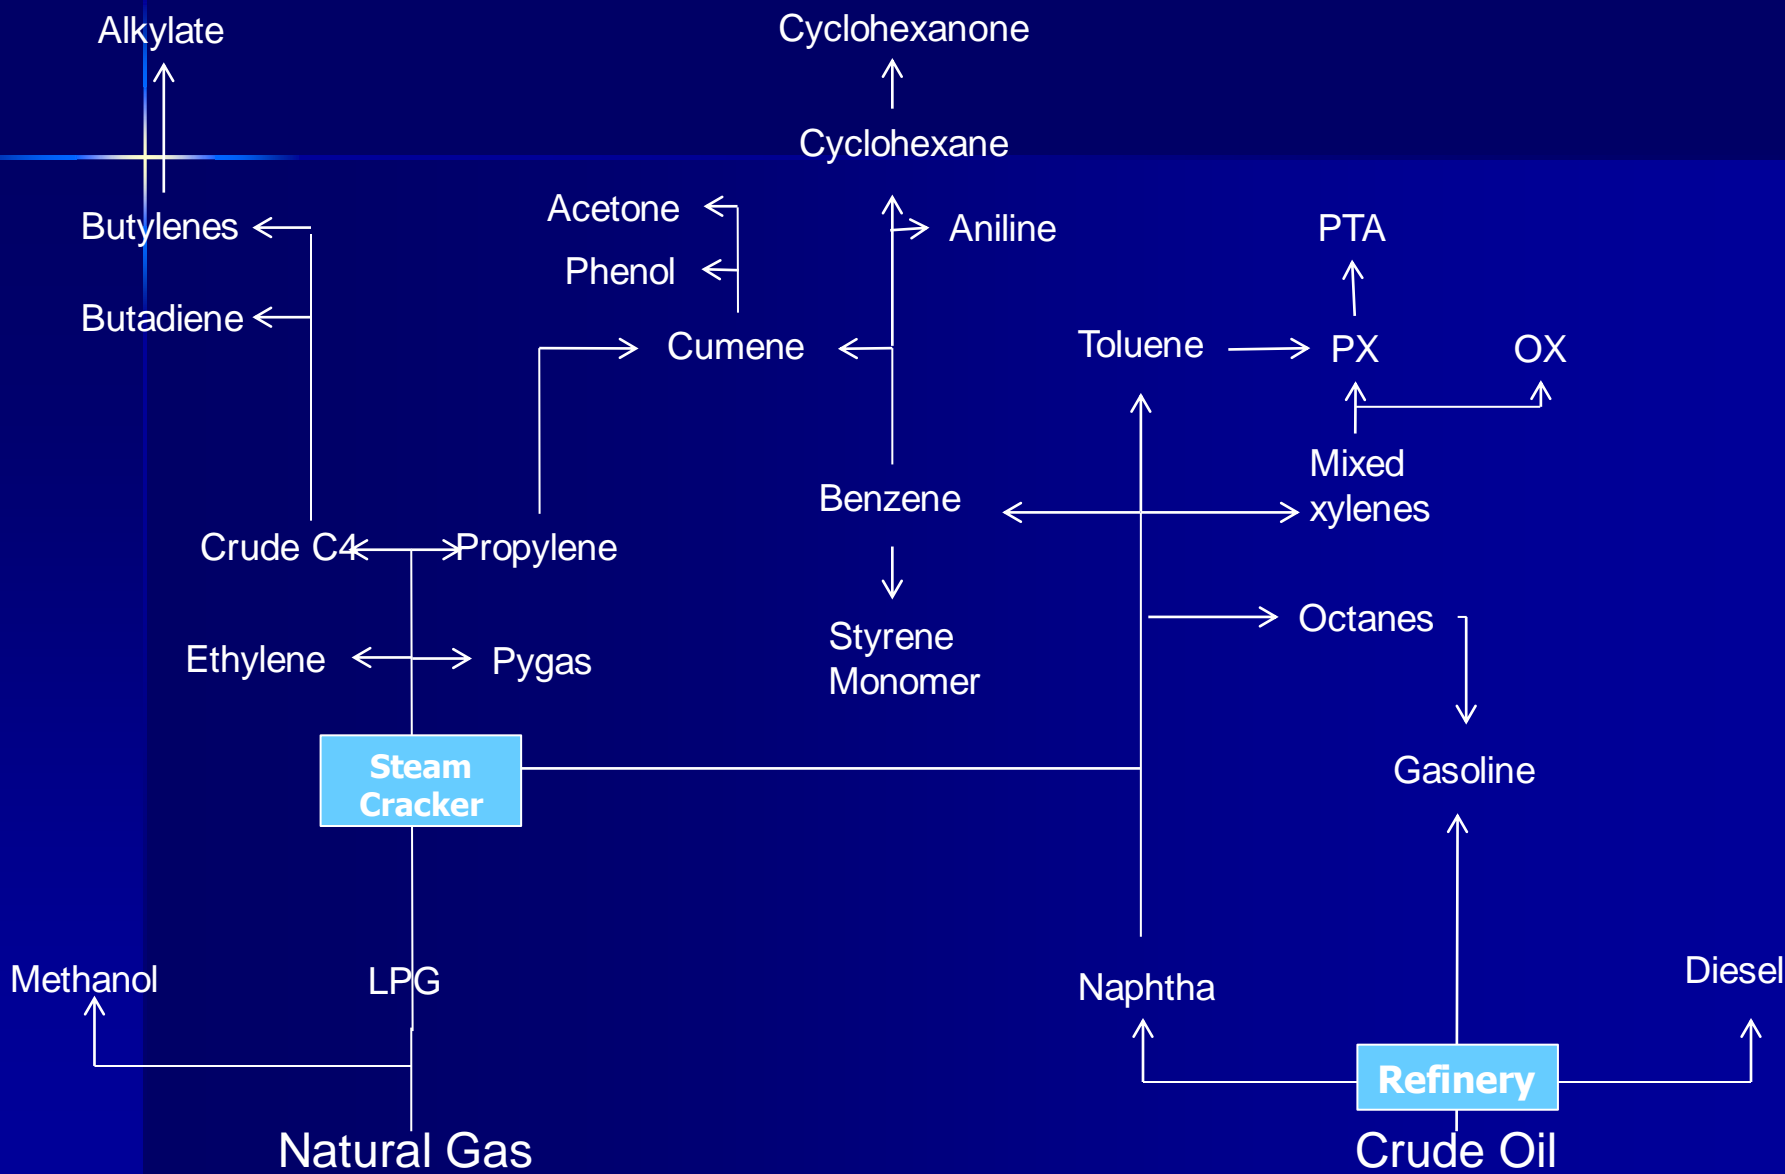 Alkylate
Cyclohexanone
Cyclohexane
Butylenes
Acetone
Aniline
PTA
Phenol
Butadiene
Cumene
Toluene
PX
OX
Mixed
xylenes
Benzene
Crude C4
Propylene
Octanes
Styrene
Monomer
Ethylene
Pygas
Steam
Cracker
Gasoline
Methanol
LPG
Naphtha
Diesel
Refinery
Natural Gas
Crude Oil